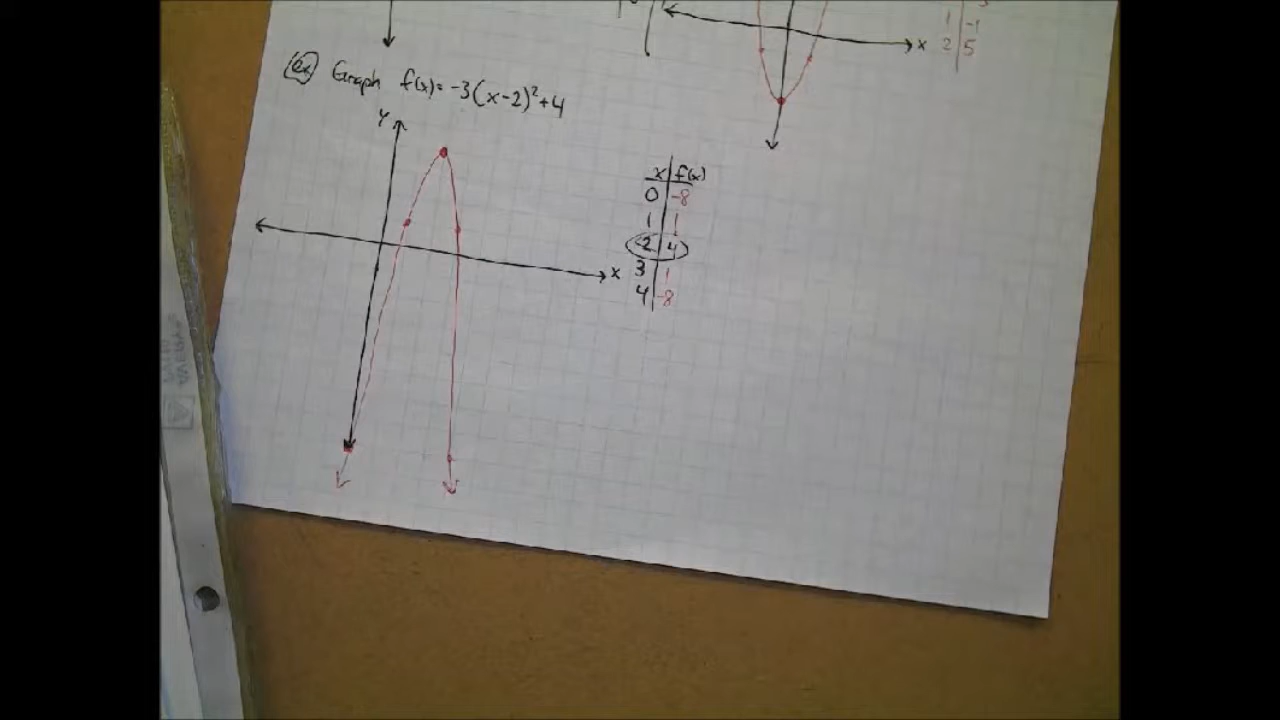 x
1 -1
2 5
ex Graph f(x) = -3(x-2)²+4
y
x
x f(x)
0 -8
1 1
-2 4
3 1
4 -8
AVERY